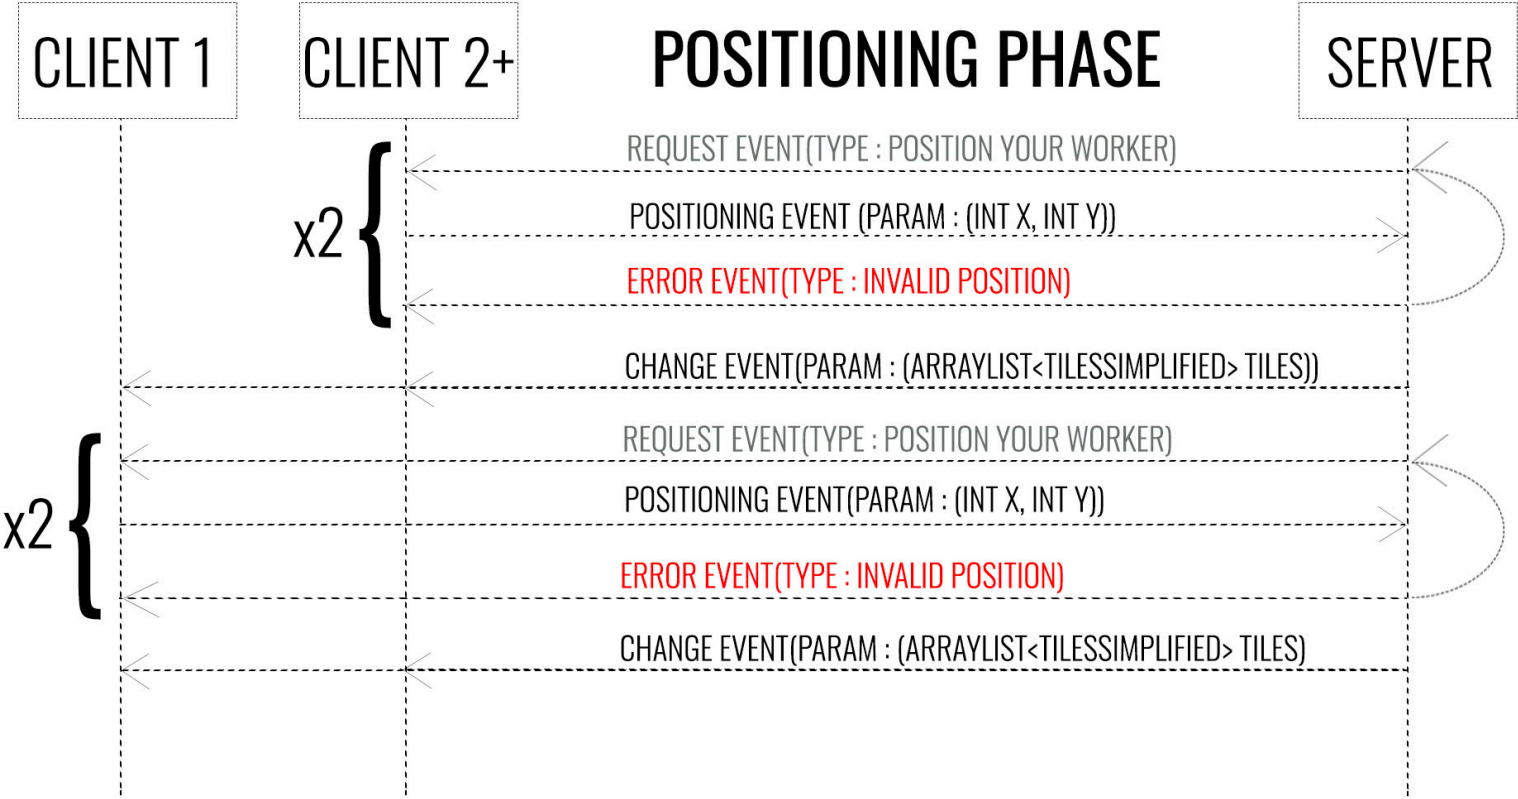 CLIENT 1
CLIENT 2+
POSITIONING PHASE
SERVER
REQUEST EVENT(TYPE : POSITION YOUR WORKER)
x2
POSITIONING EVENT (PARAM : (INT X, INT Y))
ERROR EVENT(TYPE : INVALID POSITION)
CHANGE EVENT(PARAM : (ARRAYLIST<TILESSIMPLIFIED> TILES))
REQUEST EVENT(TYPE : POSITION YOUR WORKER)
x2
POSITIONING EVENT(PARAM : (INT X, INT Y))
ERROR EVENT(TYPE : INVALID POSITION)
CHANGE EVENT(PARAM : (ARRAYLIST<TILESSIMPLIFIED> TILES)